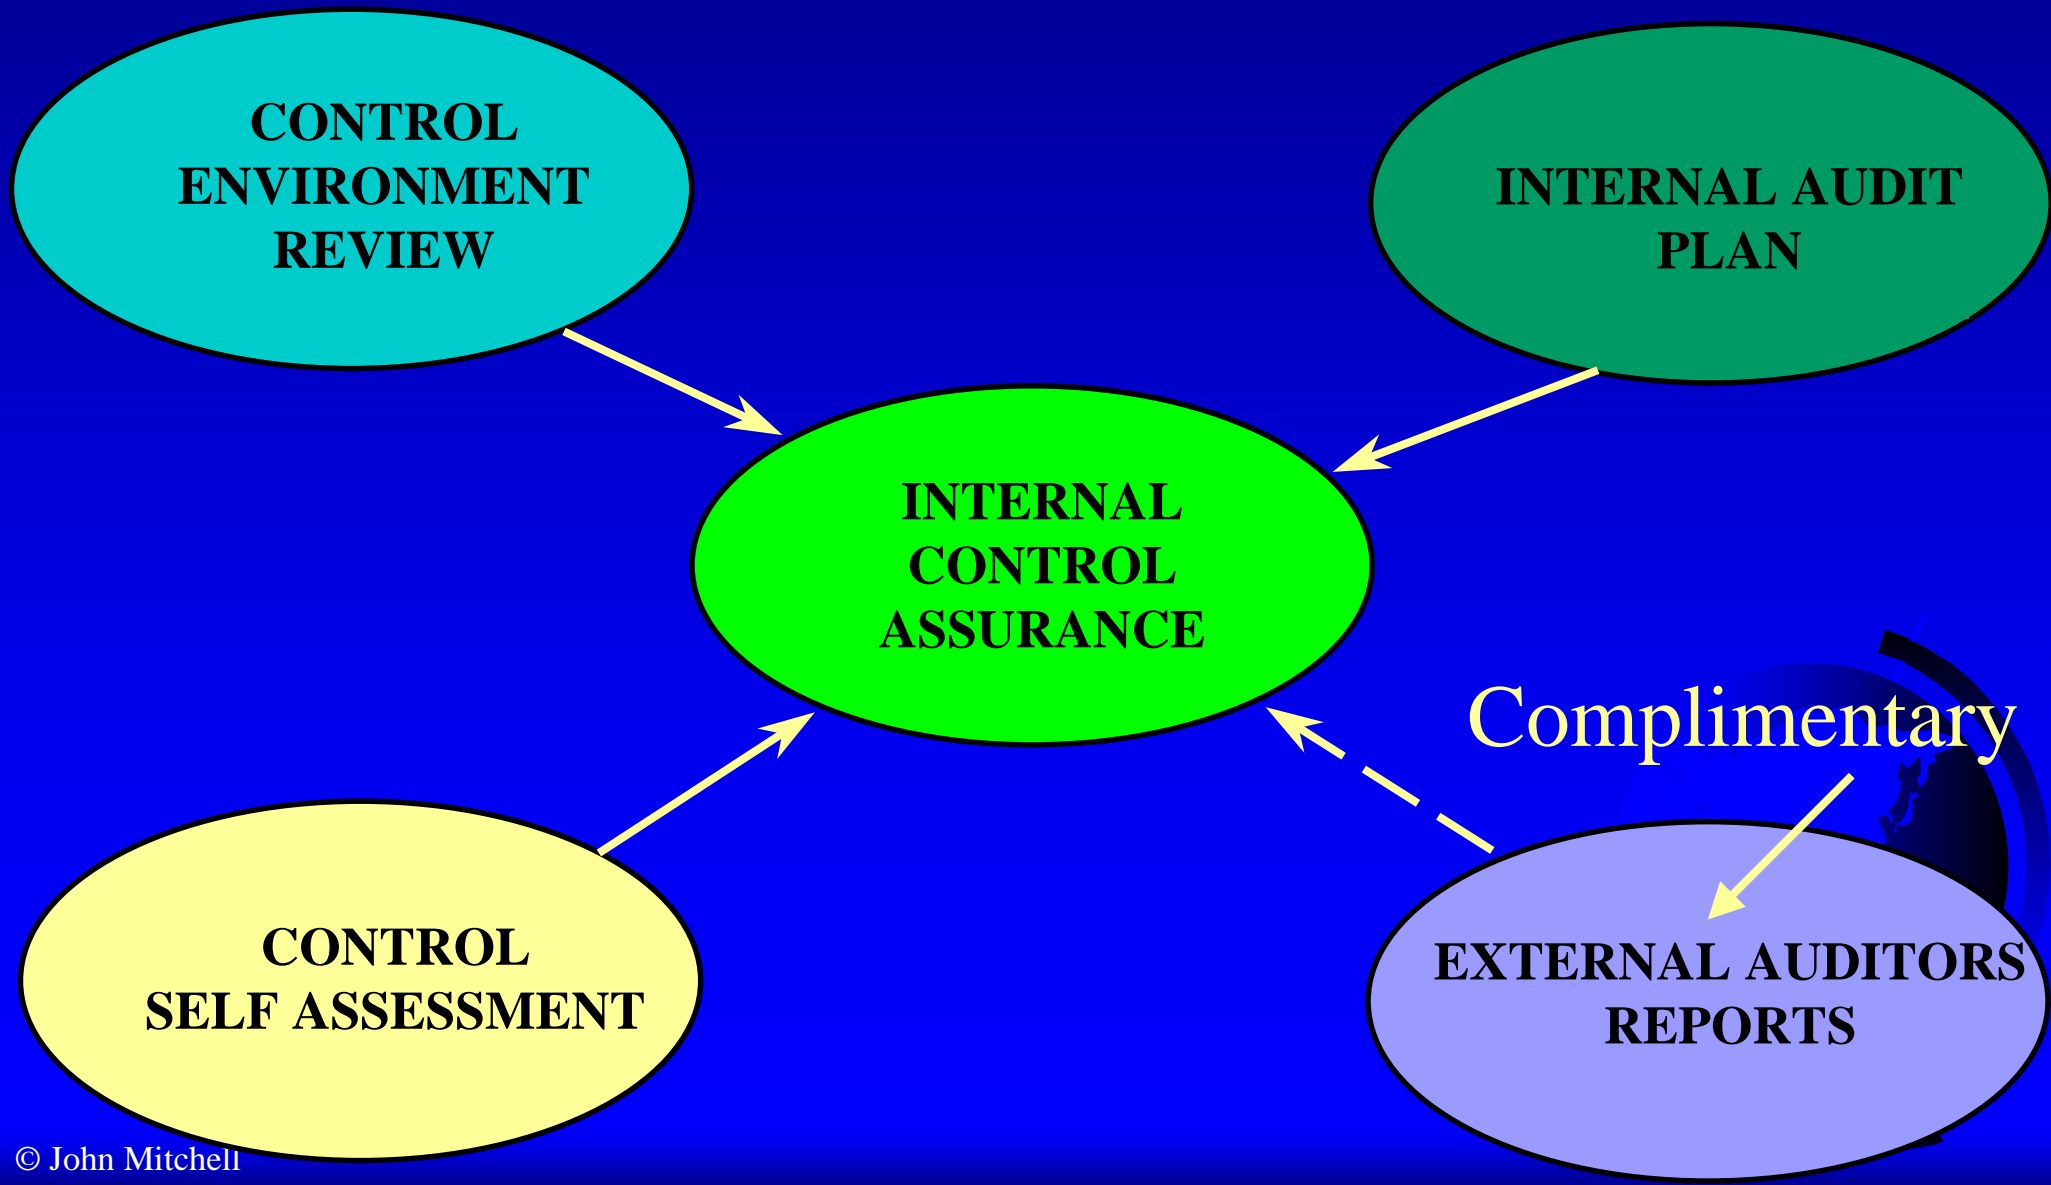 CONTROL
ENVIRONMENT
REVIEW
INTERNAL AUDIT
PLAN
INTERNAL
CONTROL
ASSURANCE
Complimentary
CONTROL
SELF ASSESSMENT
EXTERNAL AUDITORS
REPORTS
© John Mitchell